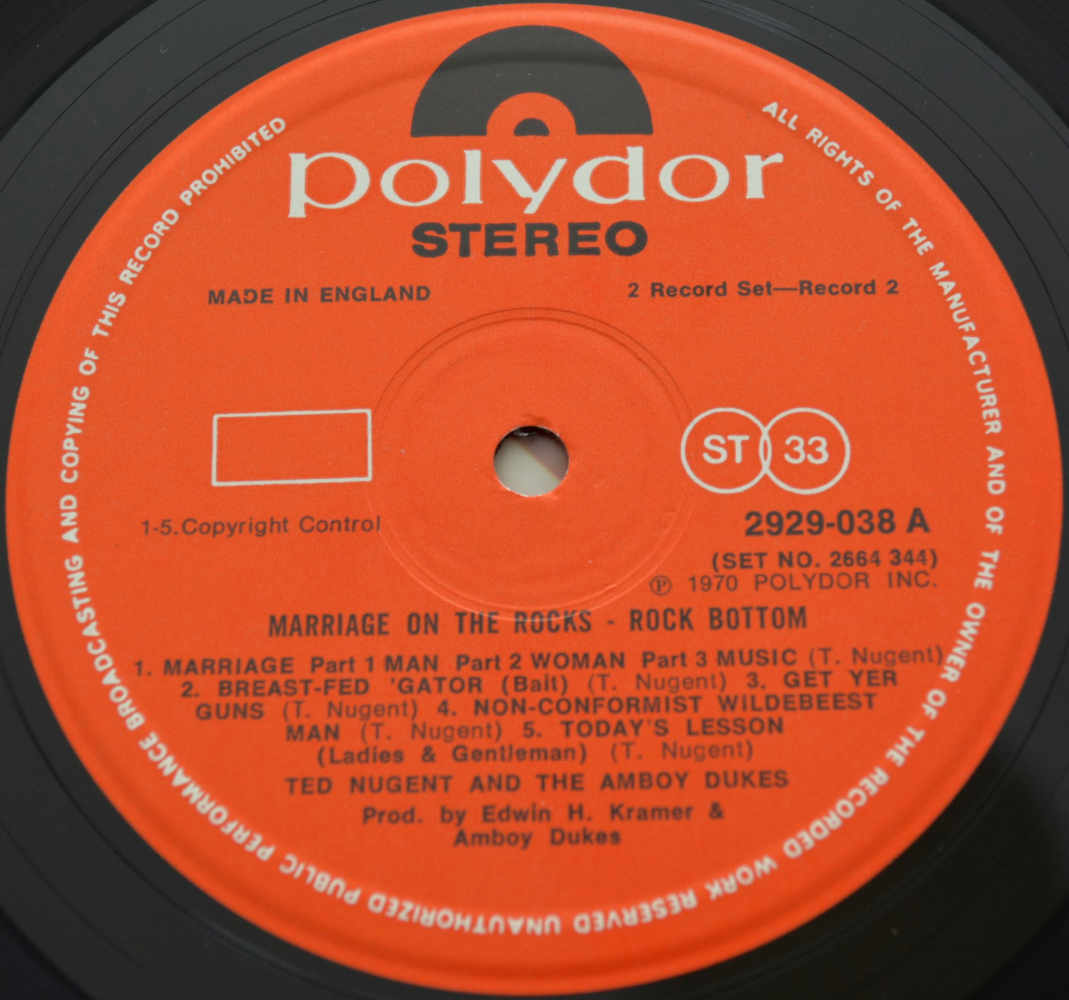 polydor
STEREO
MADE IN ENGLAND
2 Record Set—Record 2
ST 33
1-5.Copyright Control
2929-038 A
(SET NO. 2664 344)
Ⓟ 1970 POLYDOR INC.
MARRIAGE ON THE ROCKS - ROCK BOTTOM
1. MARRIAGE Part 1 MAN Part 2 WOMAN Part 3 MUSIC (T. Nugent)
2. BREAST-FED 'GATOR (Bait) (T. Nugent) 3. GET YER
GUNS (T. Nugent) 4. NON-CONFORMIST WILDEBEEST
MAN (T. Nugent) 5. TODAY'S LESSON
(Ladies & Gentleman) (T. Nugent)
TED NUGENT AND THE AMBOY DUKES
Prod. by Edwin H. Kramer &
Amboy Dukes
ALL RIGHTS OF THE MANUFACTURER AND OF THE OWNER OF THE RECORDED WORK RESERVED UNAUTHORIZED PUBLIC PERFORMANCE BROADCASTING AND COPYING OF THIS RECORD PROHIBITED